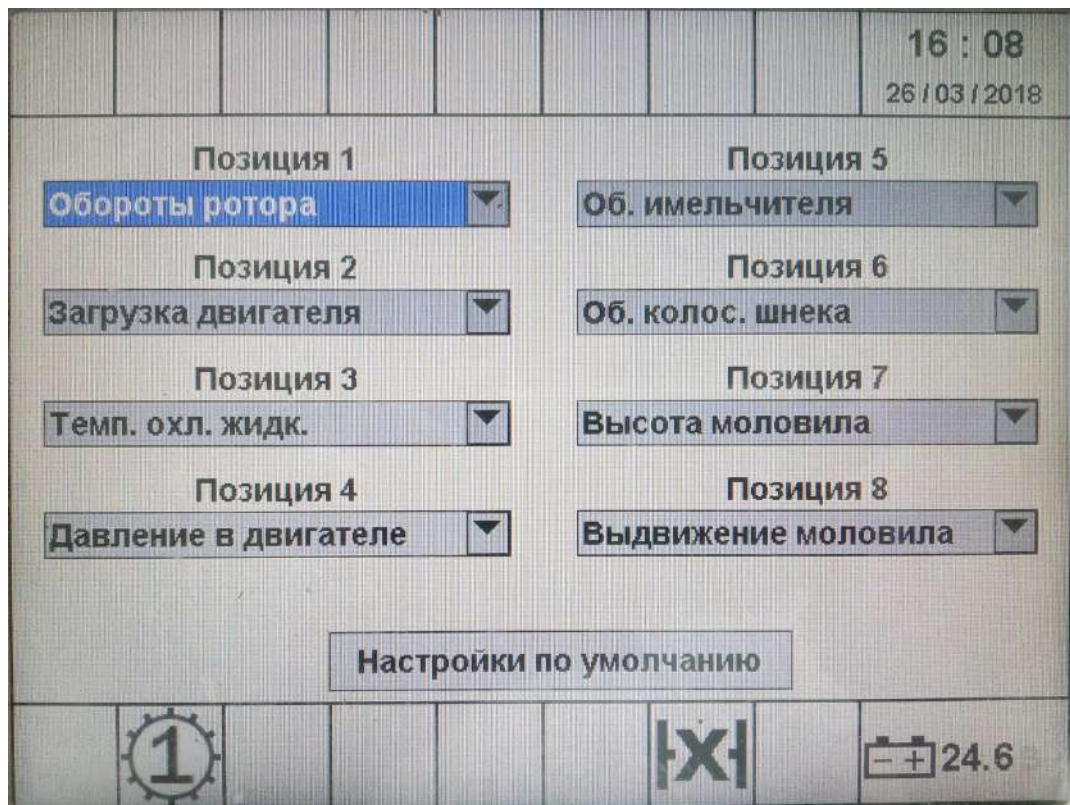 16 : 08
26 / 03 / 2018
Позиция 1
Обороты ротора
Позиция 2
Загрузка двигателя
Позиция 3
Темп. охл. жидк.
Позиция 4
Давление в двигателе
Позиция 5
Об. имельчителя
Позиция 6
Об. колос. шнека
Позиция 7
Высота моловила
Позиция 8
Выдвижение моловила
Настройки по умолчанию
1
X
- + 24.6